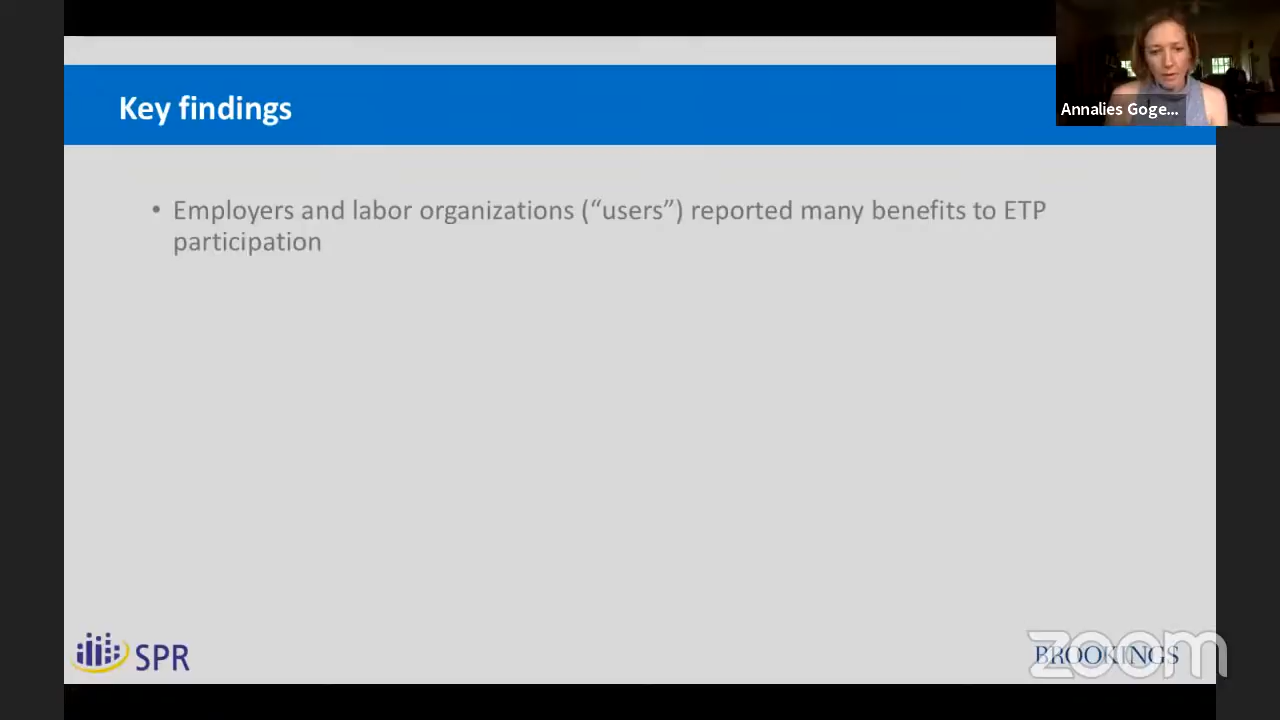 Key findings
Annalies Goge...
• Employers and labor organizations (“users”) reported many benefits to ETP
participation
SPR
BROOKINGS
zoom